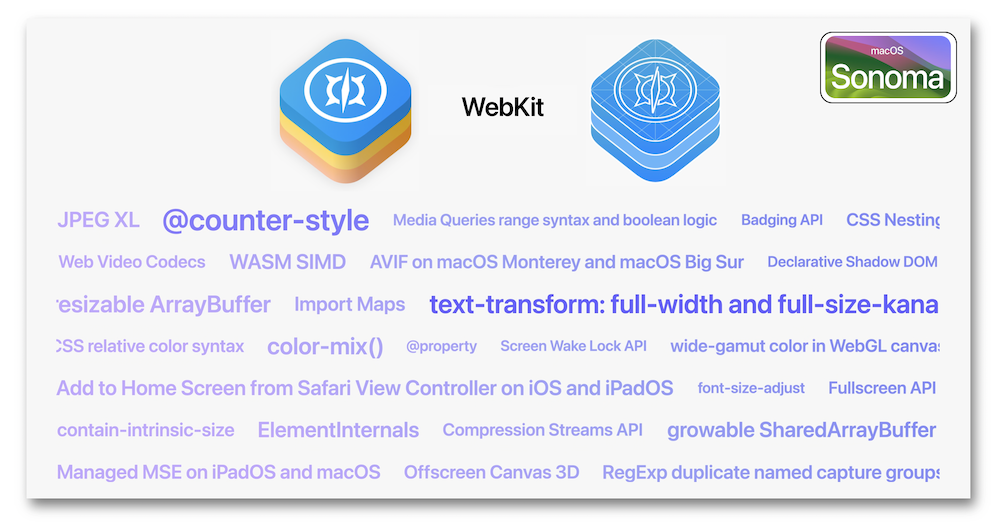 macOS
Sonoma
WebKit
JPEG XL @counter-style Media Queries range syntax and boolean logic Badging API CSS Nesting
Web Video Codecs WASM SIMD AVIF on macOS Monterey and macOS Big Sur Declarative Shadow DOM
resizable ArrayBuffer Import Maps text-transform: full-width and full-size-kana
CSS relative color syntax color-mix() @property Screen Wake Lock API wide-gamut color in WebGL canvas
Add to Home Screen from Safari View Controller on iOS and iPadOS font-size-adjust Fullscreen API
contain-intrinsic-size ElementInternals Compression Streams API growable SharedArrayBuffer
Managed MSE on iPadOS and macOS Offscreen Canvas 3D RegExp duplicate named capture groups